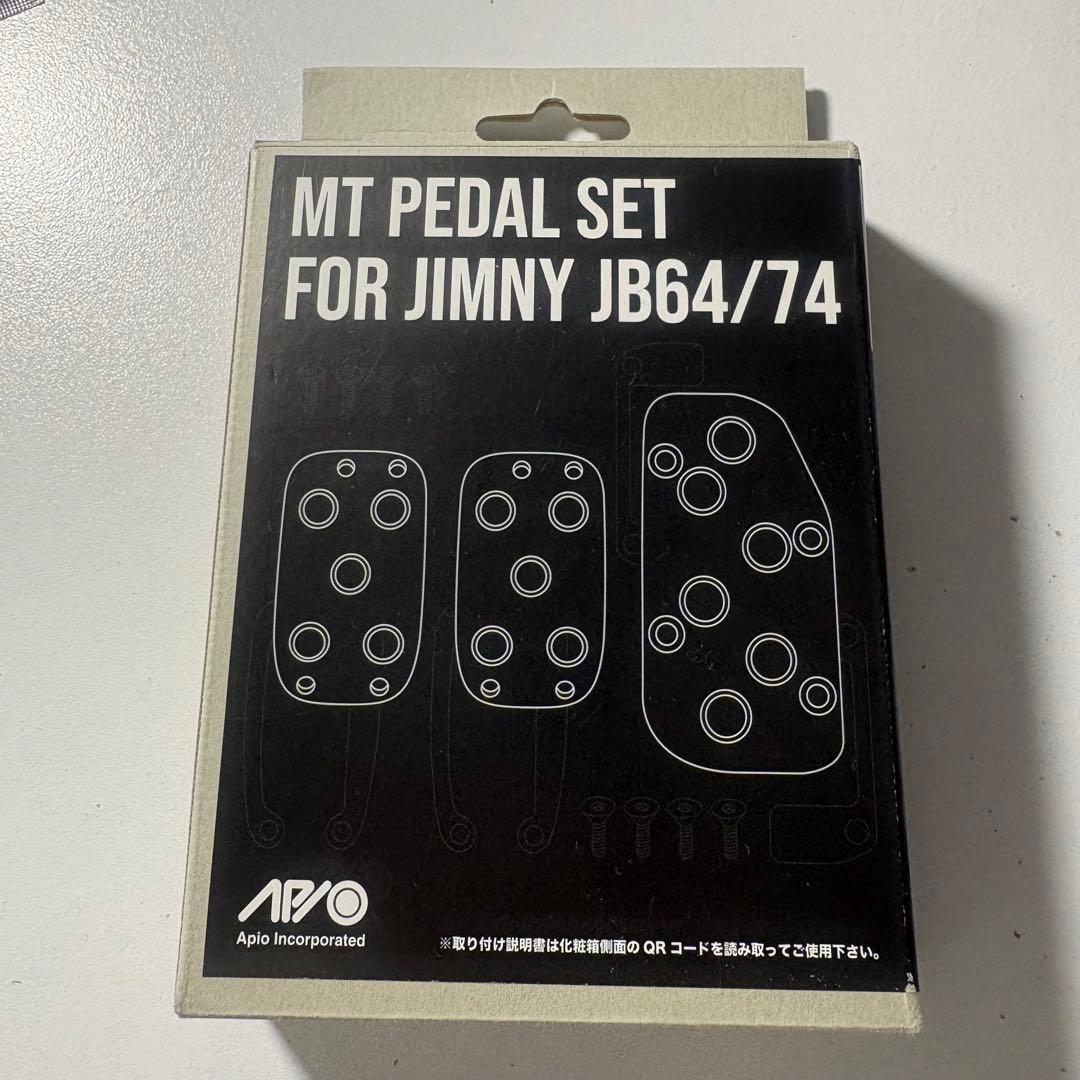 MT PEDAL SET
FOR JIMNY JB64/74
APIO
Apio Incorporated
※取り付け説明書は化粧箱側面の QR コードを読み取ってご使用下さい。